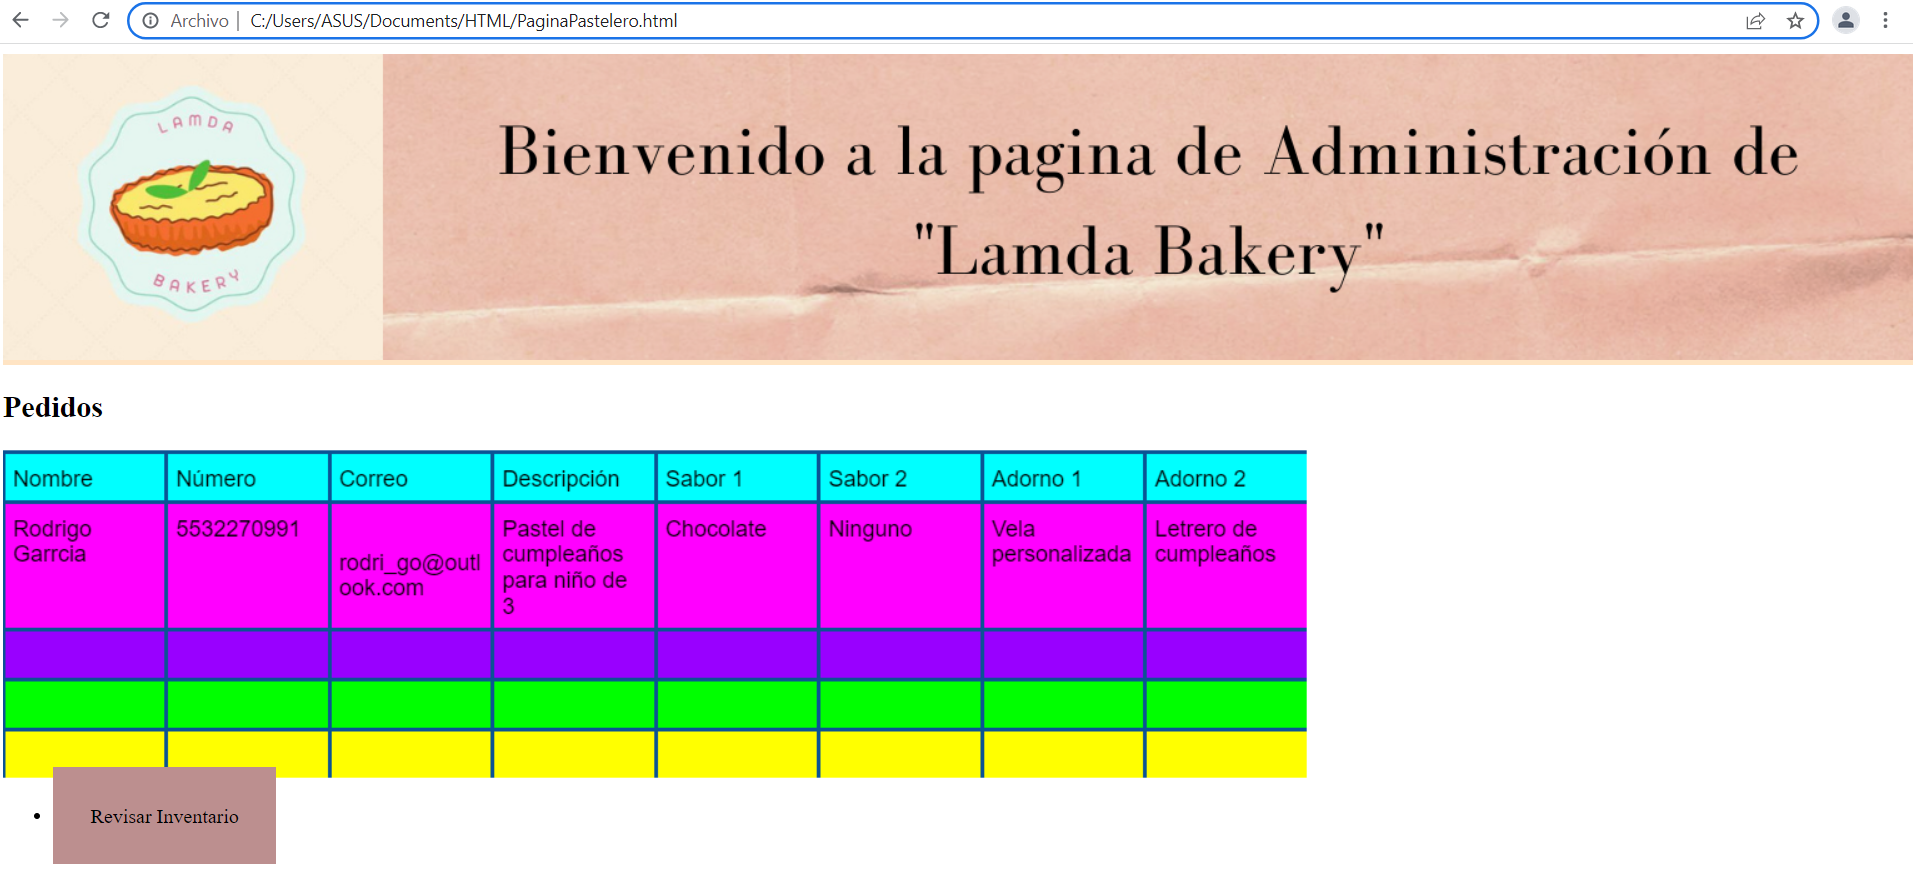 Archivo | C:/Users/ASUS/Documents/HTML/PaginaPastelero.html
LAMDA
BAKERY
Bienvenido a la pagina de Administración de
"Lamda Bakery"
Pedidos
Nombre Número Correo Descripción Sabor 1 Sabor 2 Adorno 1 Adorno 2
Rodrigo
Garrcia
5532270991
rodri_go@outl
ook.com
Pastel de
cumpleaños
para niño de
3
Chocolate
Ninguno
Vela
personalizada
Letrero de
cumpleaños
Revisar Inventario